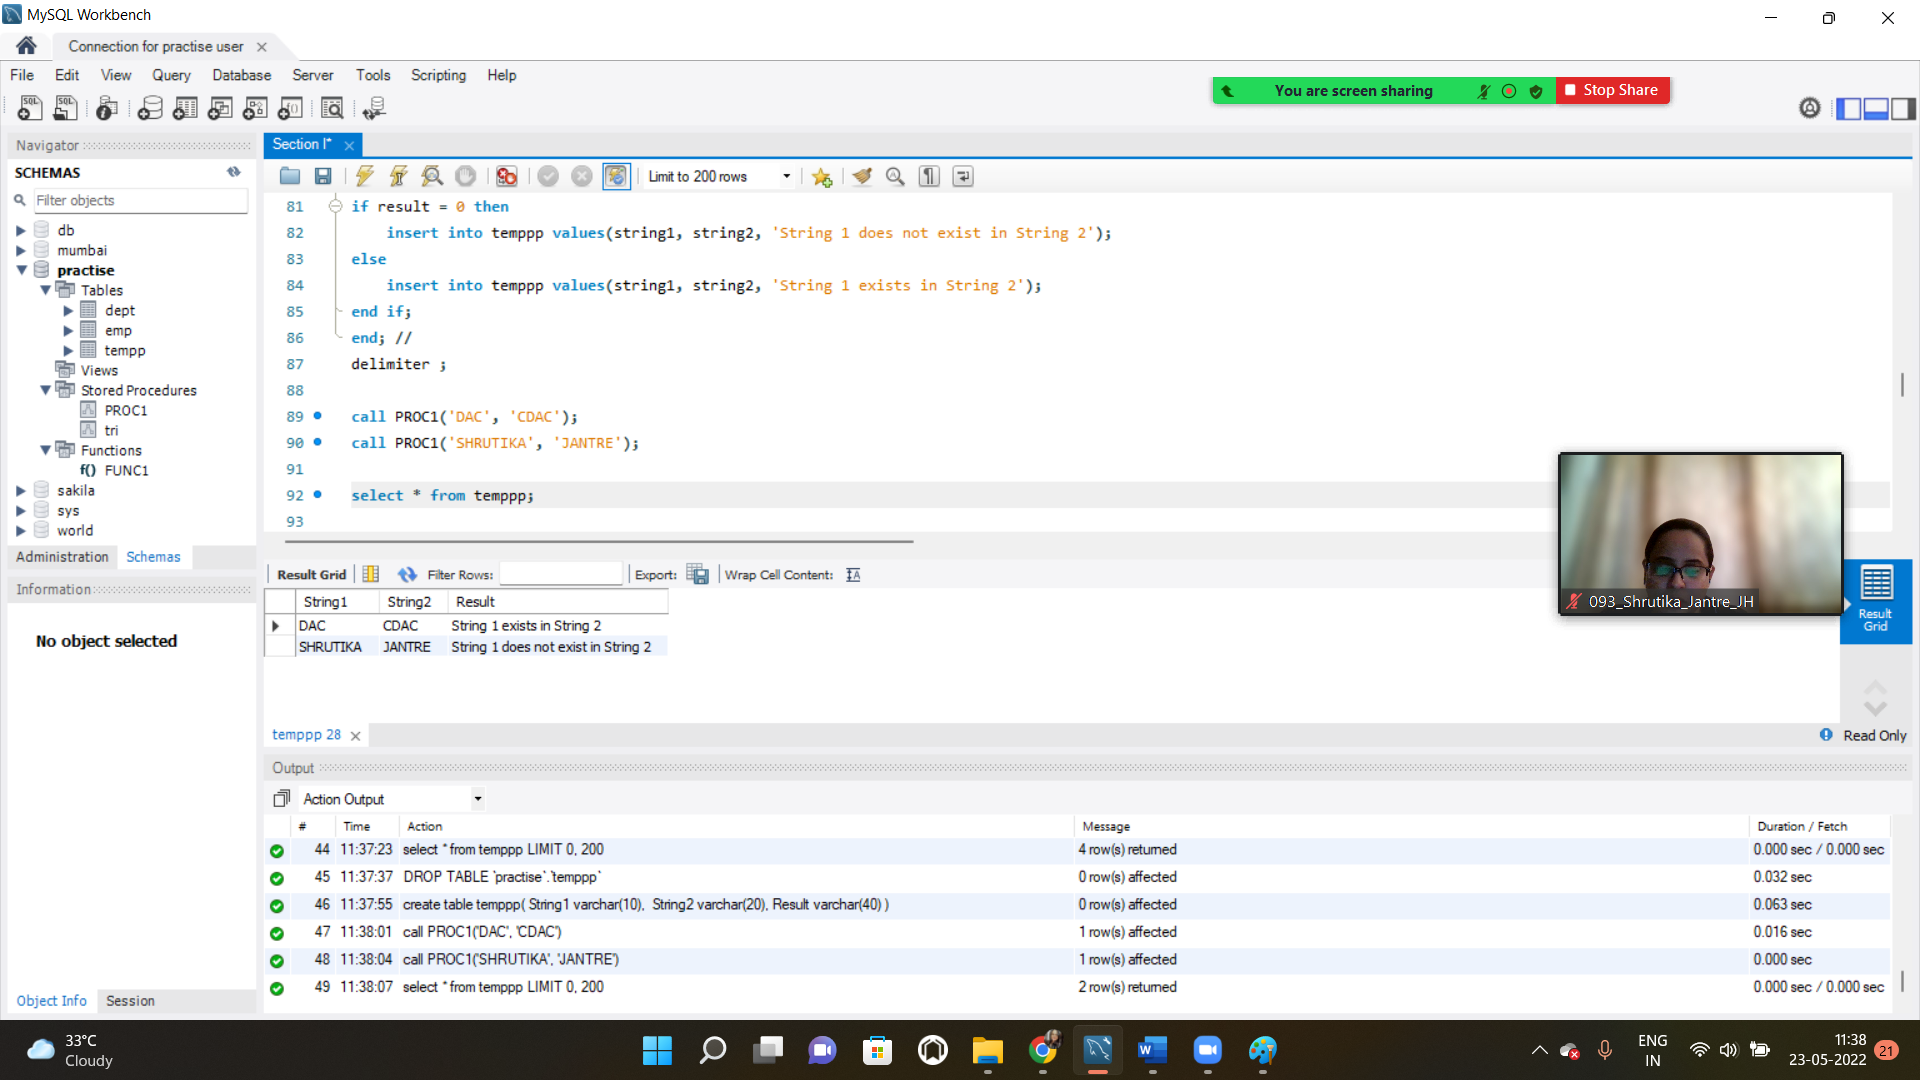 MySQL Workbench
Connection for practise user
File Edit View Query Database Server Tools Scripting Help
You are screen sharing Stop Share
Navigator
SCHEMAS
Filter objects
db
mumbai
practise
Tables
dept
emp
tempp
Views
Stored Procedures
PROC1
tri
Functions
f() FUNC1
sakila
sys
world
Administration Schemas
Information
No object selected
Object Info Session
Section I*
Limit to 200 rows
81 if result = 0 then
82 insert into temppp values(string1, string2, 'String 1 does not exist in String 2');
83 else
84 insert into temppp values(string1, string2, 'String 1 exists in String 2');
85 end if;
86 end; //
87 delimiter ;
88
89 call PROC1('DAC', 'CDAC');
90 call PROC1('SHRUTIKA', 'JANTRE');
91
92 select * from temppp;
93
093_Shrutika_Jantre_JH
Result Grid Filter Rows: Export: Wrap Cell Content:
String1 String2 Result
DAC CDAC String 1 exists in String 2
SHRUTIKA JANTRE String 1 does not exist in String 2
Result
Grid
temppp 28
Read Only
Output
Action Output
# Time Action Message Duration / Fetch
44 11:37:23 select * from temppp LIMIT 0, 200 4 row(s) returned 0.000 sec / 0.000 sec
45 11:37:37 DROP TABLE `practise`.`temppp` 0 row(s) affected 0.032 sec
46 11:37:55 create table temppp( String1 varchar(10), String2 varchar(20), Result varchar(40) ) 0 row(s) affected 0.063 sec
47 11:38:01 call PROC1('DAC', 'CDAC') 1 row(s) affected 0.016 sec
48 11:38:04 call PROC1('SHRUTIKA', 'JANTRE') 1 row(s) affected 0.000 sec
49 11:38:07 select * from temppp LIMIT 0, 200 2 row(s) returned 0.000 sec / 0.000 sec
33°C
Cloudy
ENG
IN
11:38
23-05-2022
21